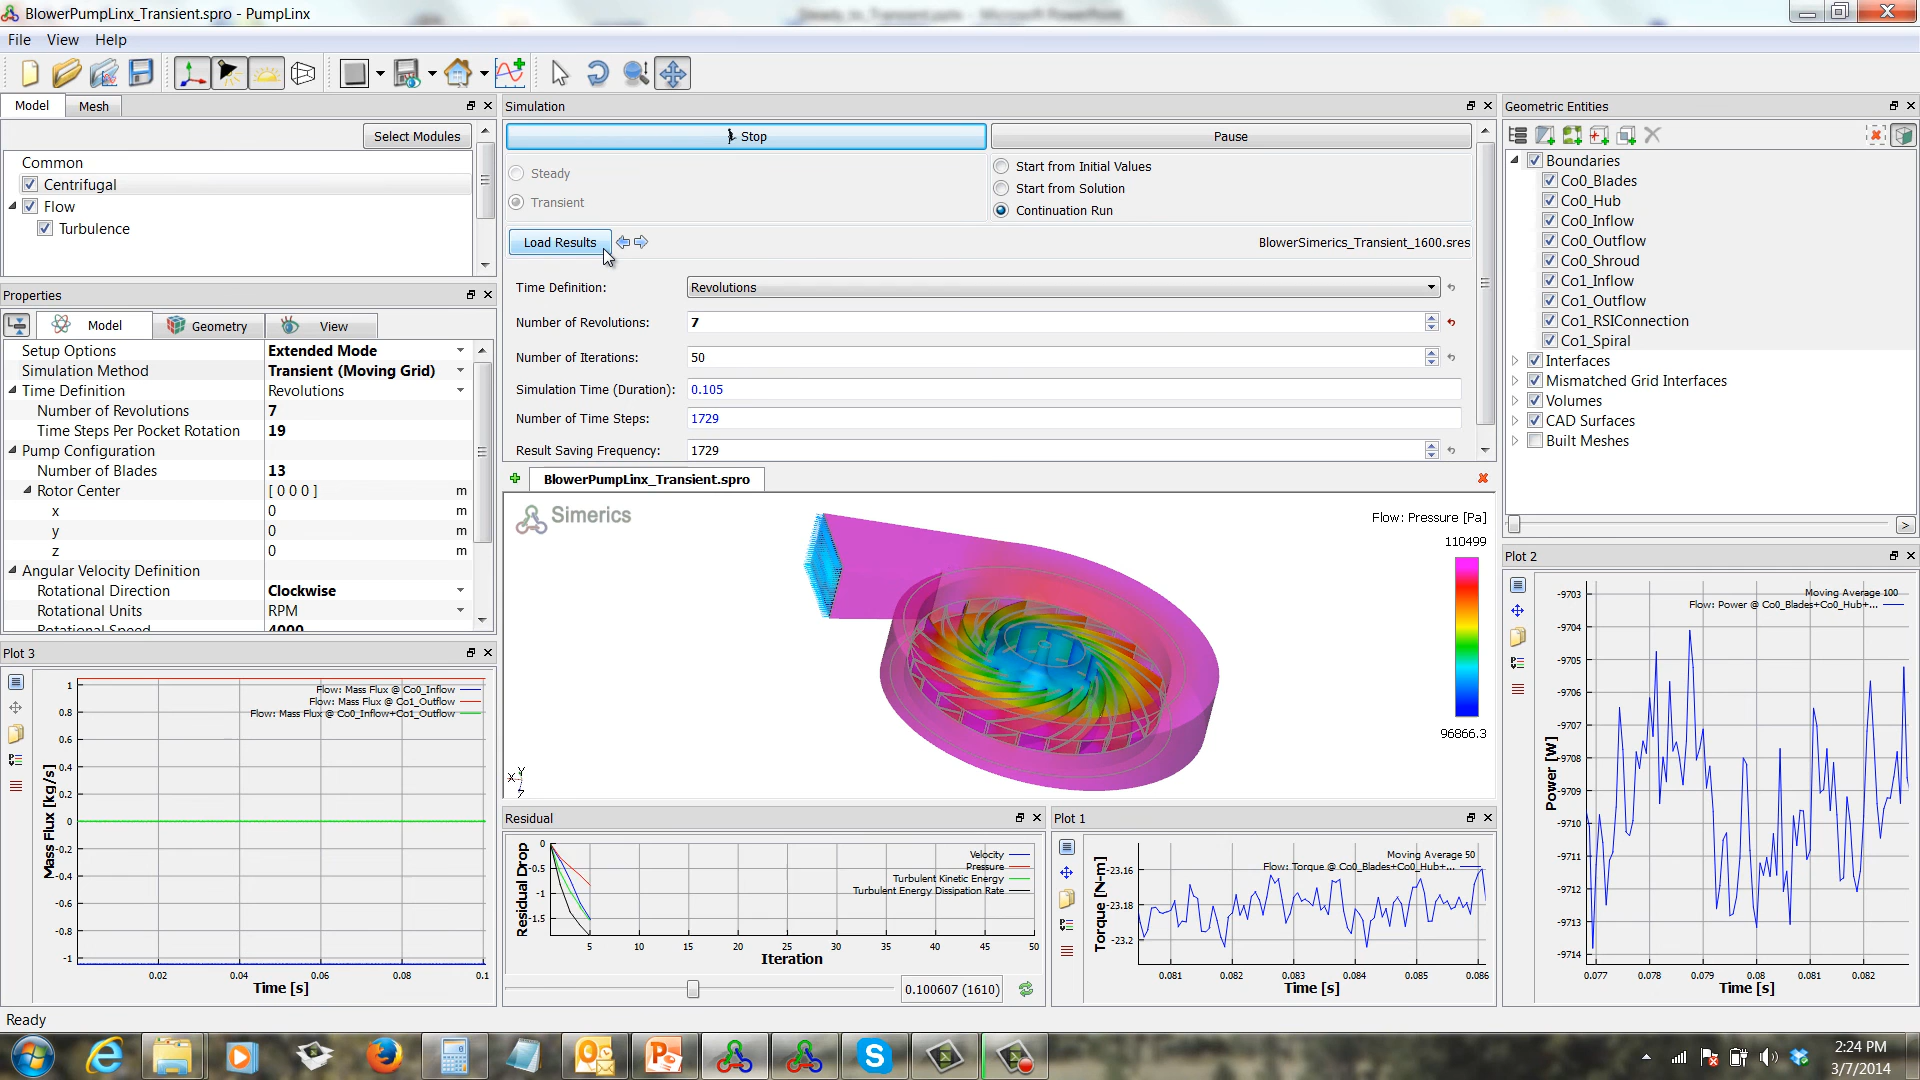 BlowerPumpLinx_Transient.spro - PumpLinx
Steady_to_Transient.pptx - Microsoft PowerPoint
File View Help
Model Mesh
Select Modules
Common
Centrifugal
Flow
Turbulence
Properties
Model Geometry View
Setup Options Extended Mode
Simulation Method Transient (Moving Grid)
Time Definition Revolutions
Number of Revolutions 7
Time Steps Per Pocket Rotation 19
Pump Configuration
Number of Blades 13
Rotor Center [ 0 0 0 ] m
x 0 m
y 0 m
z 0 m
Angular Velocity Definition
Rotational Direction Clockwise
Rotational Units RPM
Rotational Speed 4000
Plot 3
Flow: Mass Flux @ Co0_Inflow
Flow: Mass Flux @ Co1_Outflow
Flow: Mass Flux @ Co0_Inflow+Co1_Outflow
Mass Flux [kg/s]
1
0.8
0.6
0.4
0.2
0
-0.2
-0.4
-0.6
-0.8
-1
0.02 0.04 0.06 0.08 0.1
Time [s]
Simulation
Stop Pause
Steady
Transient
Start from Initial Values
Start from Solution
Continuation Run
Load Results
BlowerSimerics_Transient_1600.sres
Time Definition: Revolutions
Number of Revolutions: 7
Number of Iterations: 50
Simulation Time (Duration): 0.105
Number of Time Steps: 1729
Result Saving Frequency: 1729
BlowerPumpLinx_Transient.spro
Simerics
Flow: Pressure [Pa]
110499
96866.3
X Y
Z
Residual
Residual Drop
0
-0.5
-1
-1.5
Velocity
Pressure
Turbulent Kinetic Energy
Turbulent Energy Dissipation Rate
5 10 15 20 25 30 35 40 45 50
Iteration
0.100607 (1610)
Plot 1
Moving Average 50
Flow: Torque @ Co0_Blades+Co0_Hub+...
Torque [N-m]
-23.16
-23.18
-23.2
0.081 0.082 0.083 0.084 0.085 0.086
Time [s]
Geometric Entities
Boundaries
Co0_Blades
Co0_Hub
Co0_Inflow
Co0_Outflow
Co0_Shroud
Co1_Inflow
Co1_Outflow
Co1_RSIConnection
Co1_Spiral
Interfaces
Mismatched Grid Interfaces
Volumes
CAD Surfaces
Built Meshes
>
Plot 2
Moving Average 100
Flow: Power @ Co0_Blades+Co0_Hub+...
Power [W]
-9703
-9704
-9705
-9706
-9707
-9708
-9709
-9710
-9711
-9712
-9713
-9714
0.077 0.078 0.079 0.08 0.081 0.082
Time [s]
Ready
2:24 PM
3/7/2014